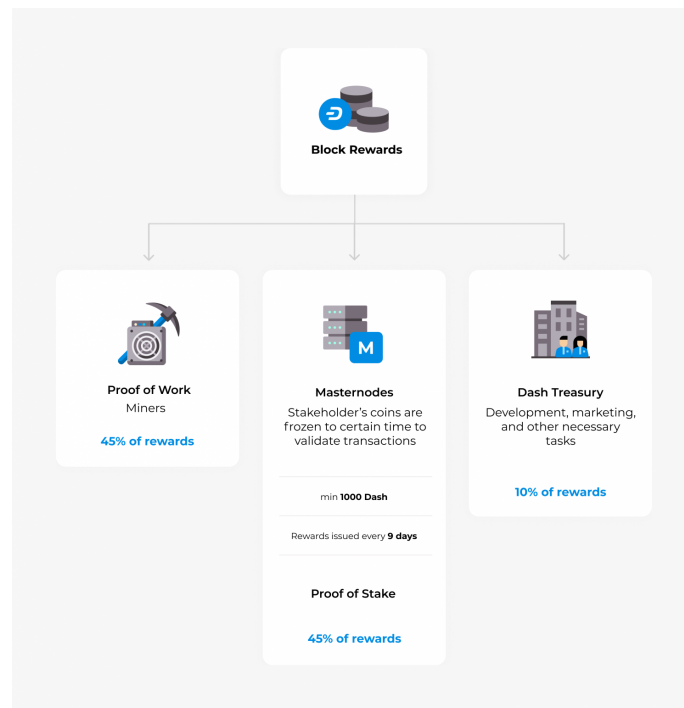 Block Rewards
Proof of Work
Miners
45% of rewards
M
Masternodes
Stakeholder's coins are
frozen to certain time to
validate transactions
min 1000 Dash
Rewards issued every 9 days
Proof of Stake
45% of rewards
Dash Treasury
Development, marketing,
and other necessary
tasks
10% of rewards